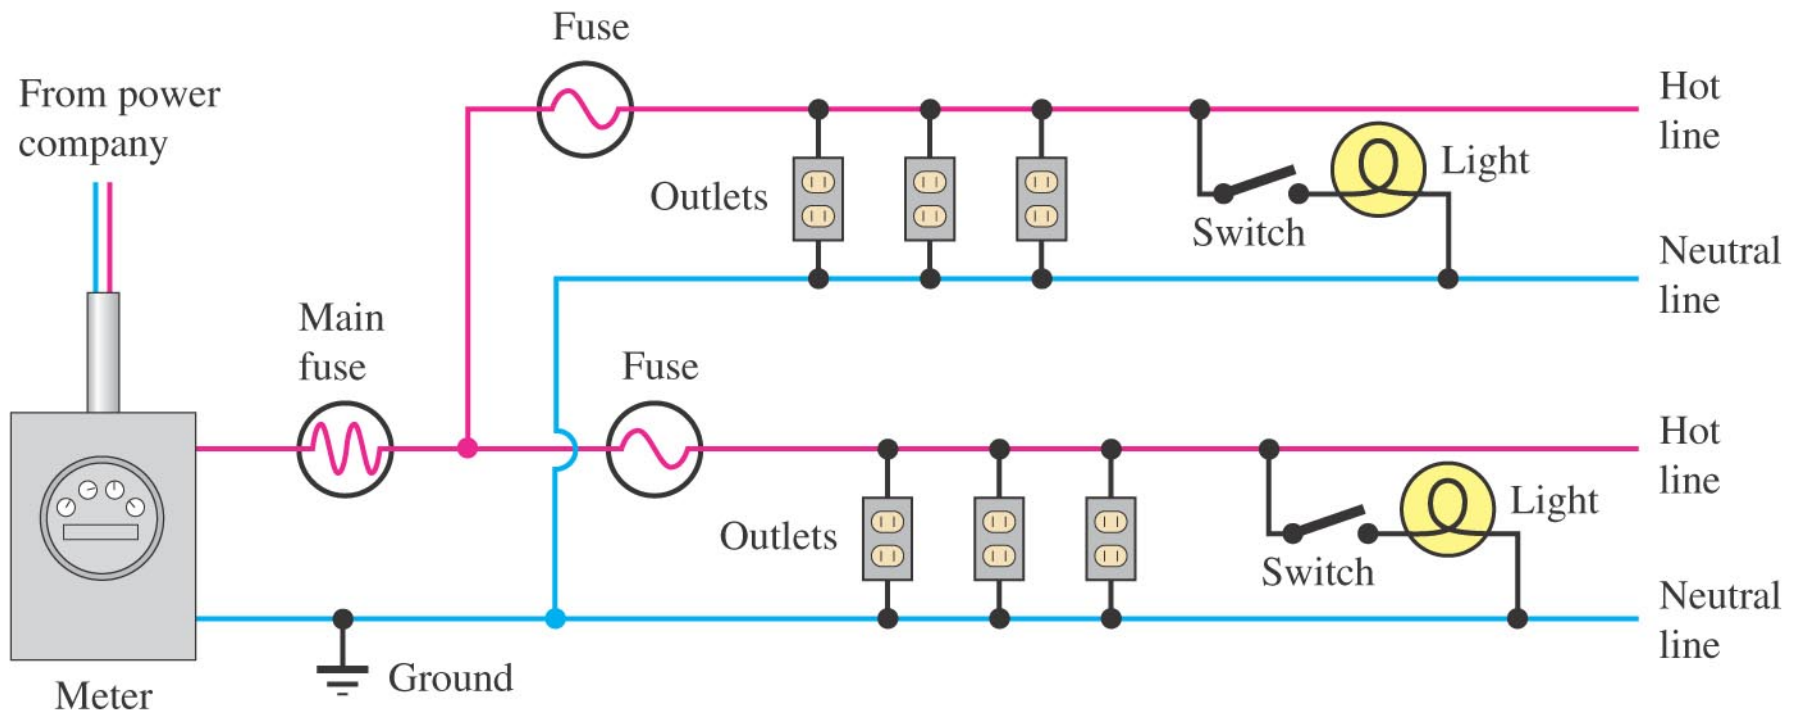 Fuse
From power
company
Hot
line
Light
Outlets
Switch
Neutral
line
Main
fuse
Fuse
Hot
line
Light
Outlets
Switch
Neutral
line
Ground
Meter